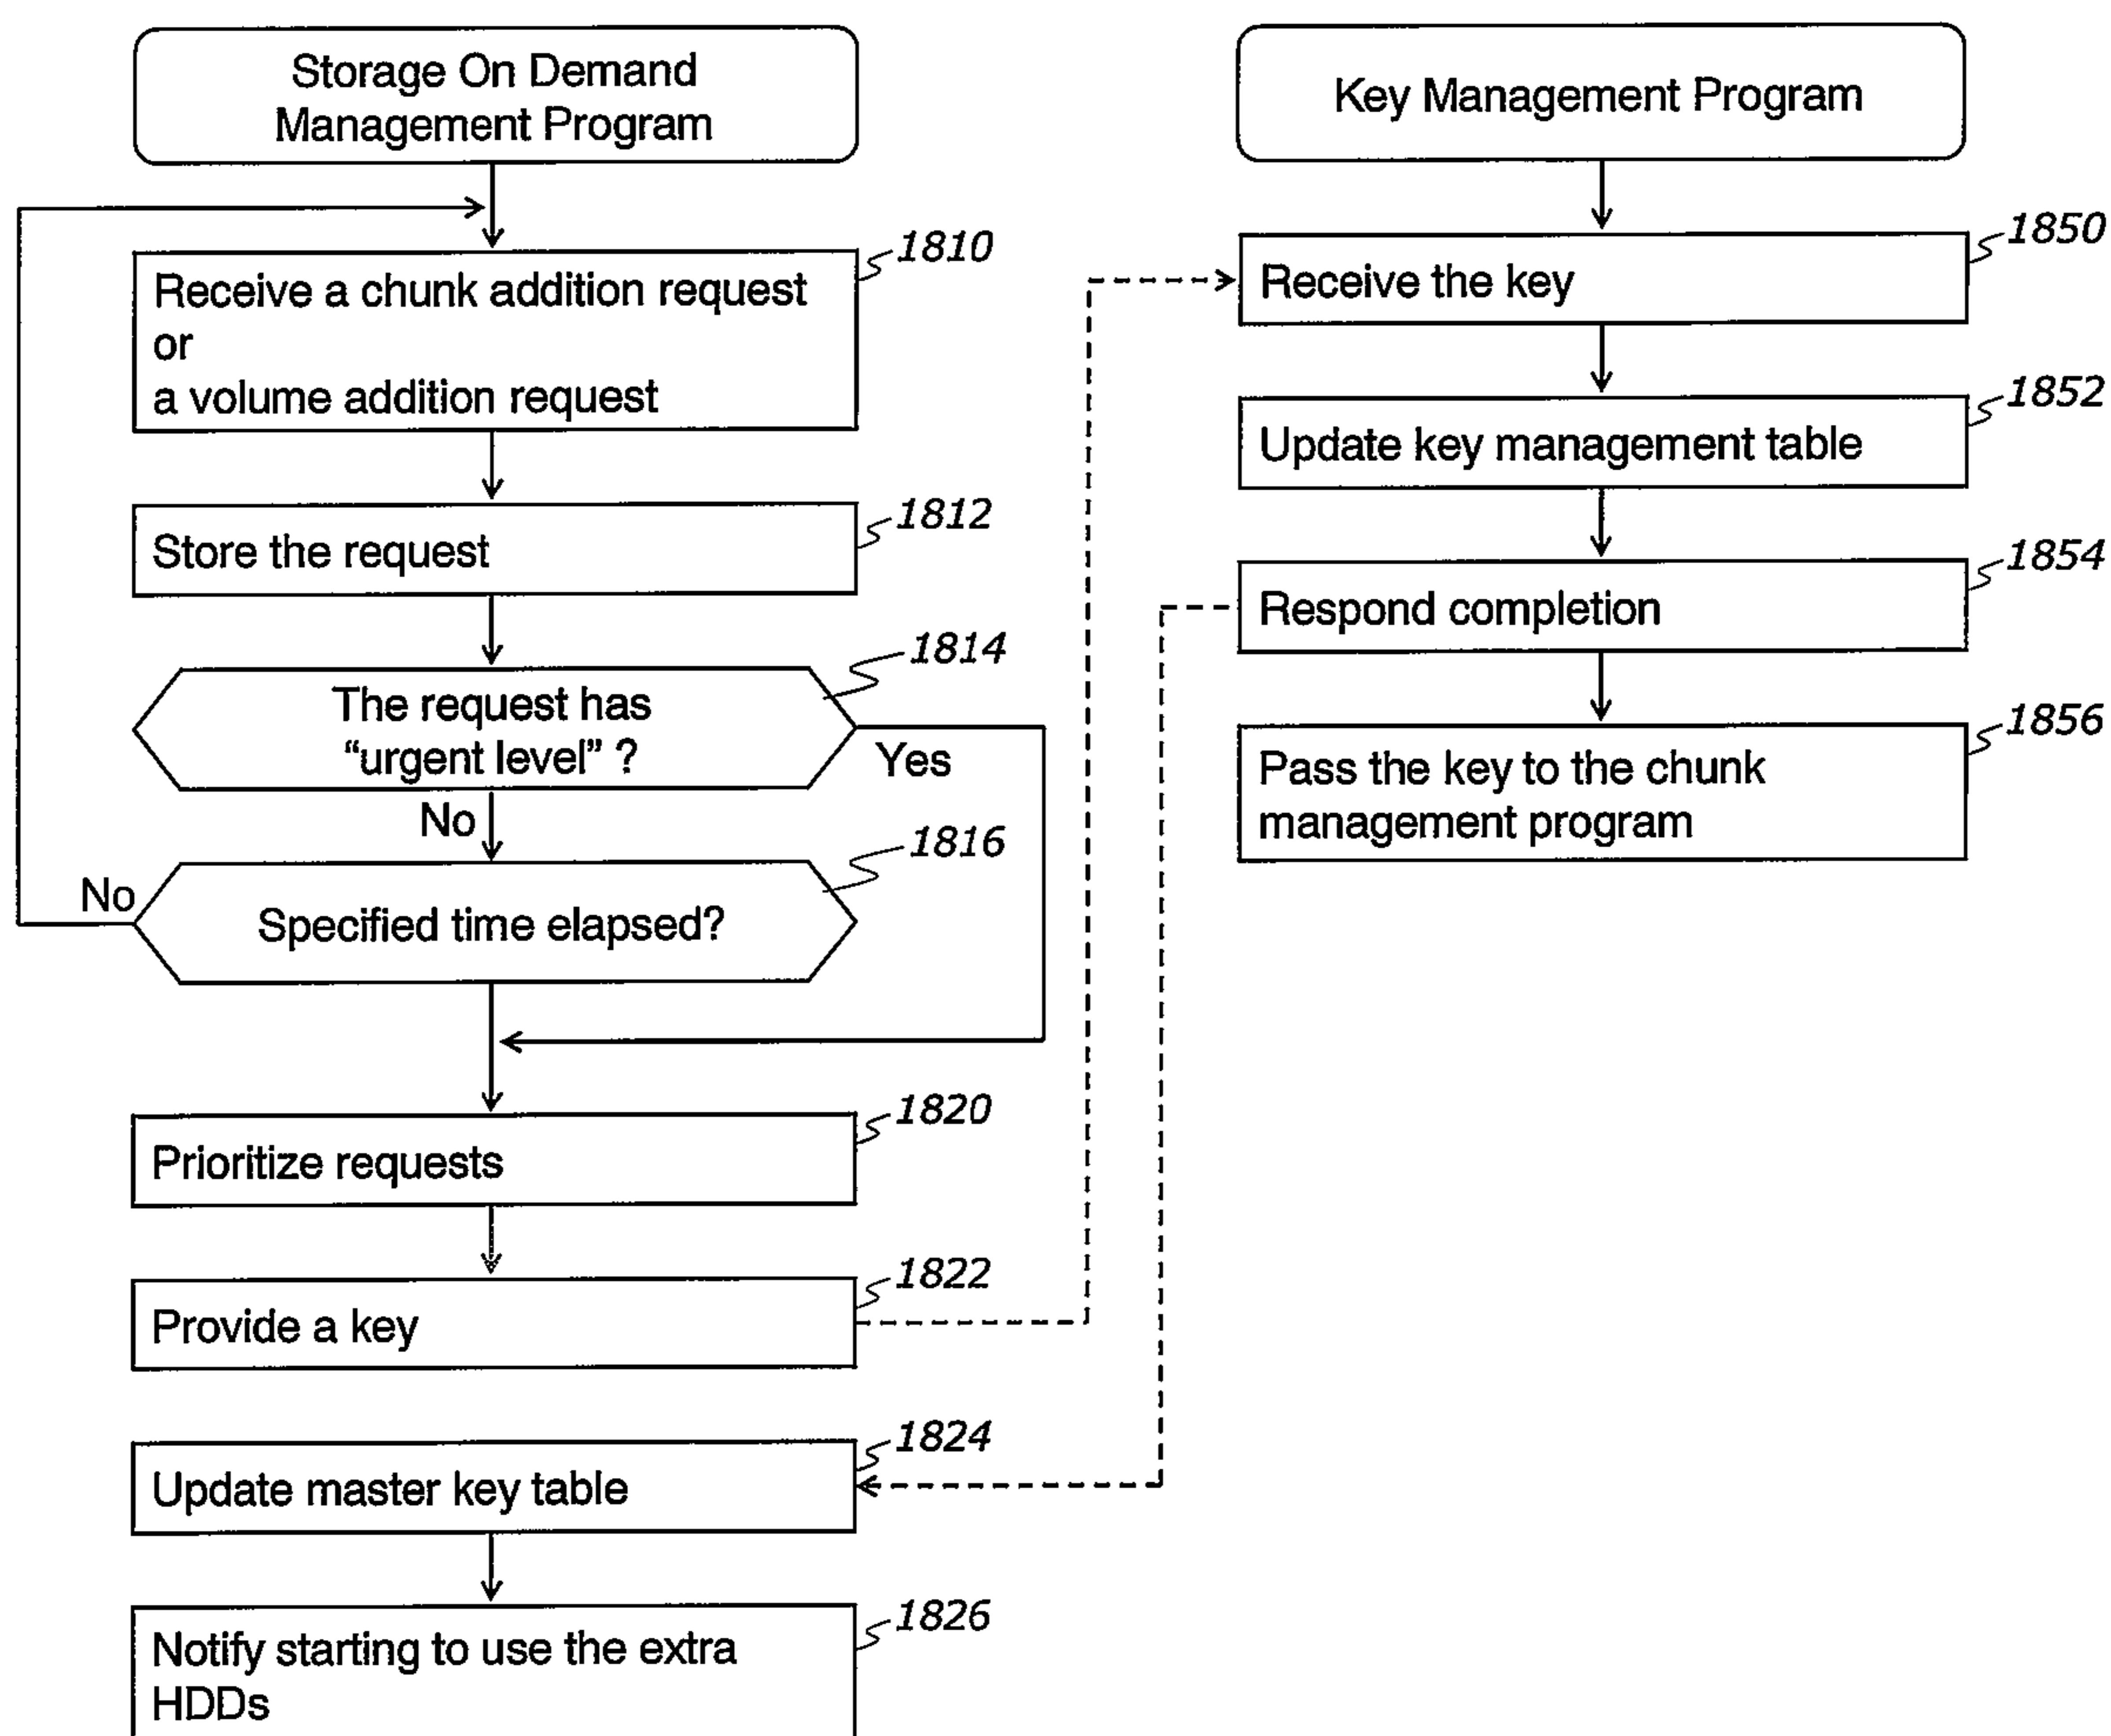 Storage On Demand
Management Program
1810
Receive a chunk addition request
or
a volume addition request
1812
Store the request
1814
The request has
“urgent level” ?
Yes
No
1816
Specified time elapsed?
No
1820
Prioritize requests
1822
Provide a key
1824
Update master key table
1826
Notify starting to use the extra
HDDs
Key Management Program
1850
Receive the key
1852
Update key management table
1854
Respond completion
1856
Pass the key to the chunk
management program